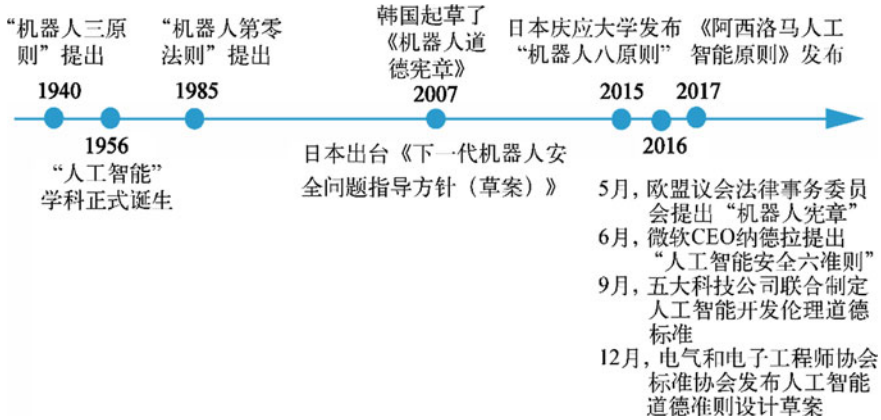 “机器人三原
则”提出
1940
1956
“人工智能”
学科正式诞生
“机器人第零
法则”提出
1985
韩国起草了
《机器人道
德宪章》
2007
日本出台《下一代机器人安
全问题指导方针（草案）》
日本庆应大学发布
“机器人八原则”
2015
2016
5月, 欧盟议会法律事务委员
会提出“机器人宪章”
6月, 微软CEO纳德拉提出
“人工智能安全六准则”
9月, 五大科技公司联合制定
人工智能开发伦理道德
标准
12月, 电气和电子工程师协会
标准协会发布人工智能
道德准则设计草案
《阿西洛马人工
智能原则》发布
2017